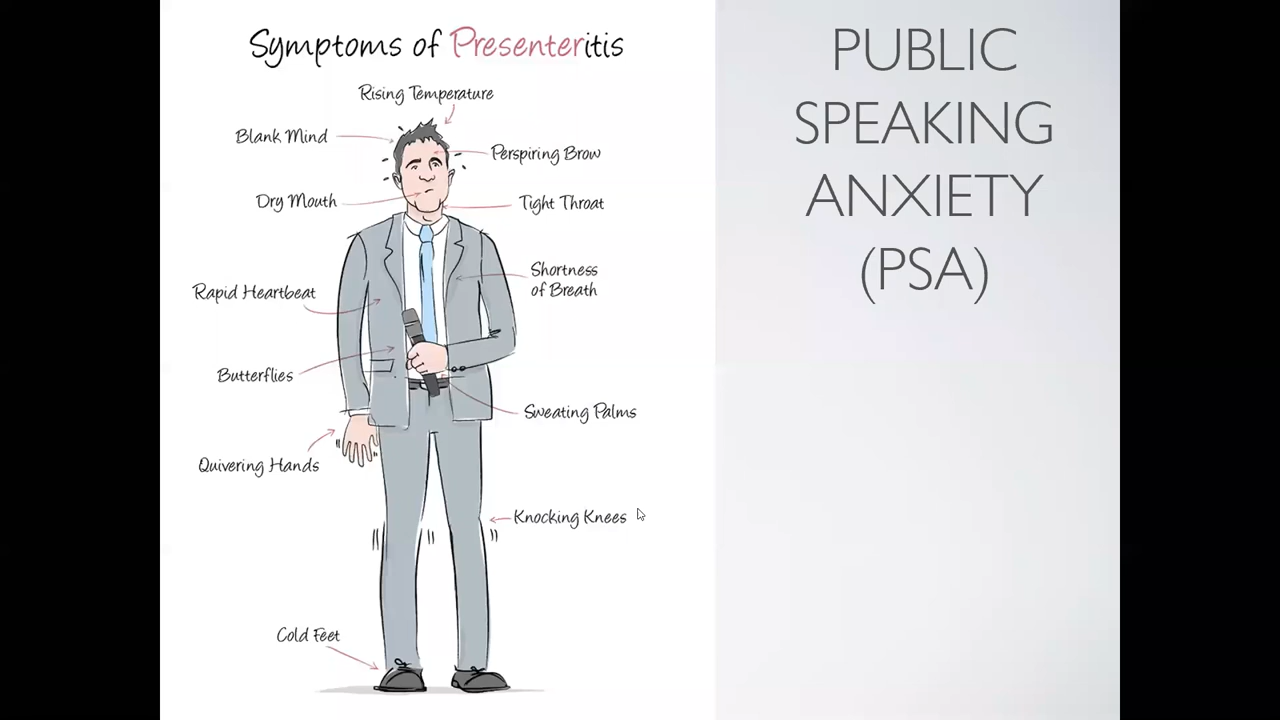 Symptoms of Presenteritis
Rising Temperature
Blank Mind
Perspiring Brow
Dry Mouth
Tight Throat
Shortness
of Breath
Rapid Heartbeat
Butterflies
Sweating Palms
Quivering Hands
Knocking Knees
Cold Feet
PUBLIC
SPEAKING
ANXIETY
(PSA)